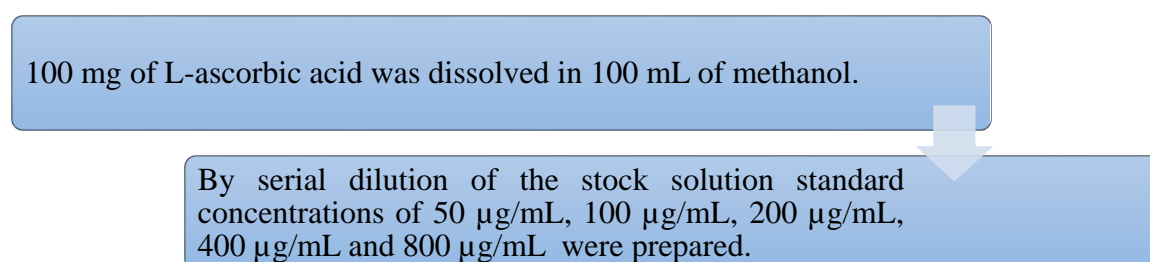 100 mg of L-ascorbic acid was dissolved in 100 mL of methanol.
By serial dilution of the stock solution standard
concentrations of 50 µg/mL, 100 µg/mL, 200 µg/mL,
400 µg/mL and 800 µg/mL  were prepared.